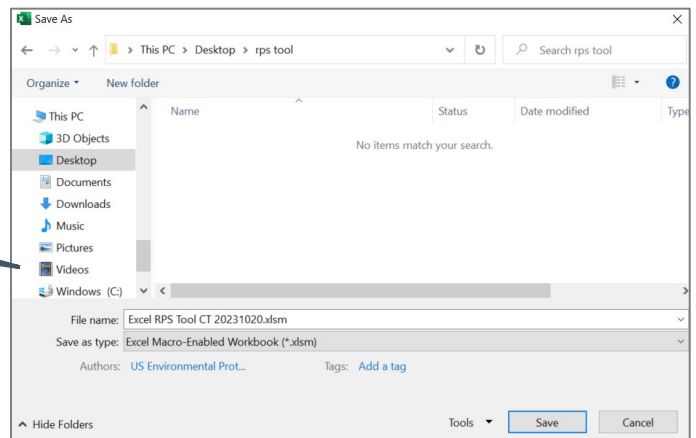 Save As
This PC > Desktop > rps tool
Search rps tool
Organize
New folder
Name
Status
Date modified
Type
This PC
3D Objects
Desktop
Documents
Downloads
Music
Pictures
Videos
Windows (C:)
No items match your search.
File name: Excel RPS Tool CT 20231020.xlsm
Save as type: Excel Macro-Enabled Workbook (*.xlsm)
Authors: US Environmental Prot... Tags: Add a tag
Hide Folders
Tools
Save
Cancel